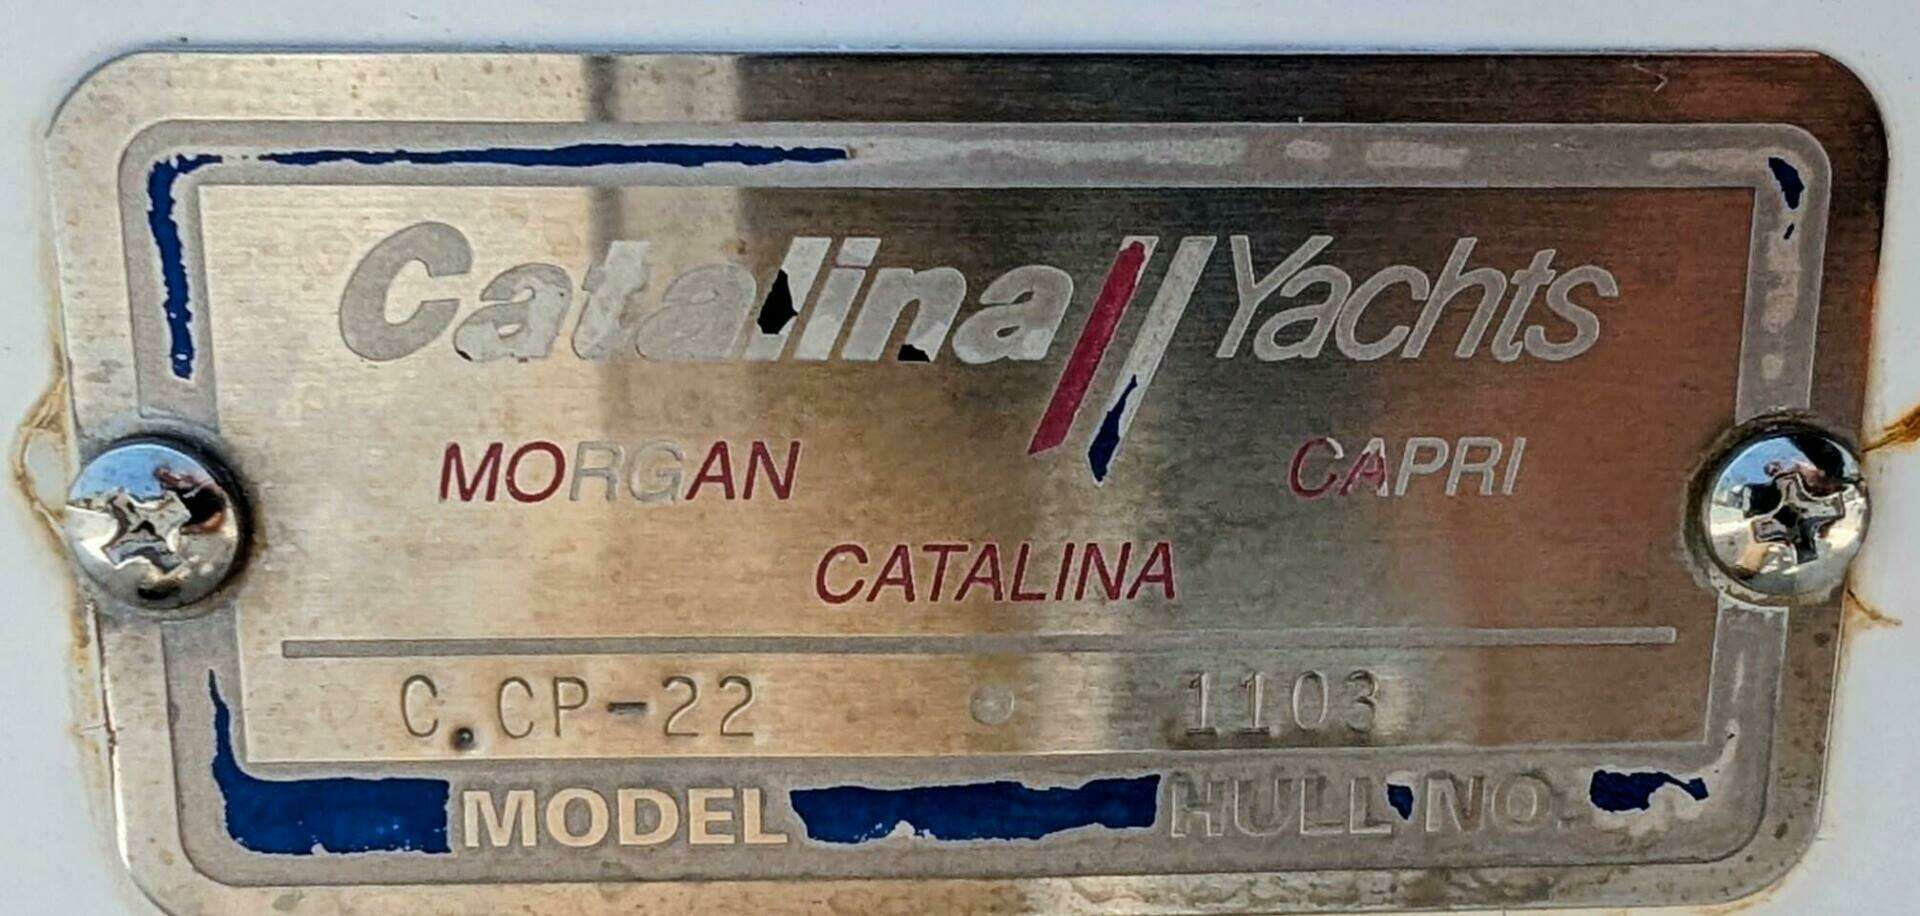 Catalina Yachts
MORGAN CAPRI
CATALINA
C.CP-22 1103
MODEL HULL NO.